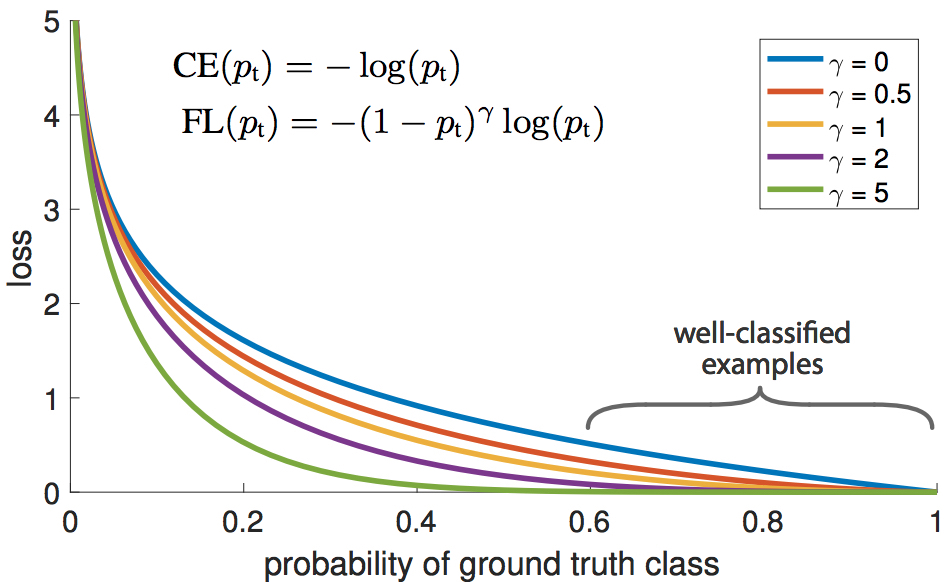 5
4
3
2
1
0
loss
CE(pₜ) = − log(pₜ)
FL(pₜ) = −(1 − pₜ)^γ log(pₜ)
γ = 0
γ = 0.5
γ = 1
γ = 2
γ = 5
well-classified
examples
0 0.2 0.4 0.6 0.8 1
probability of ground truth class